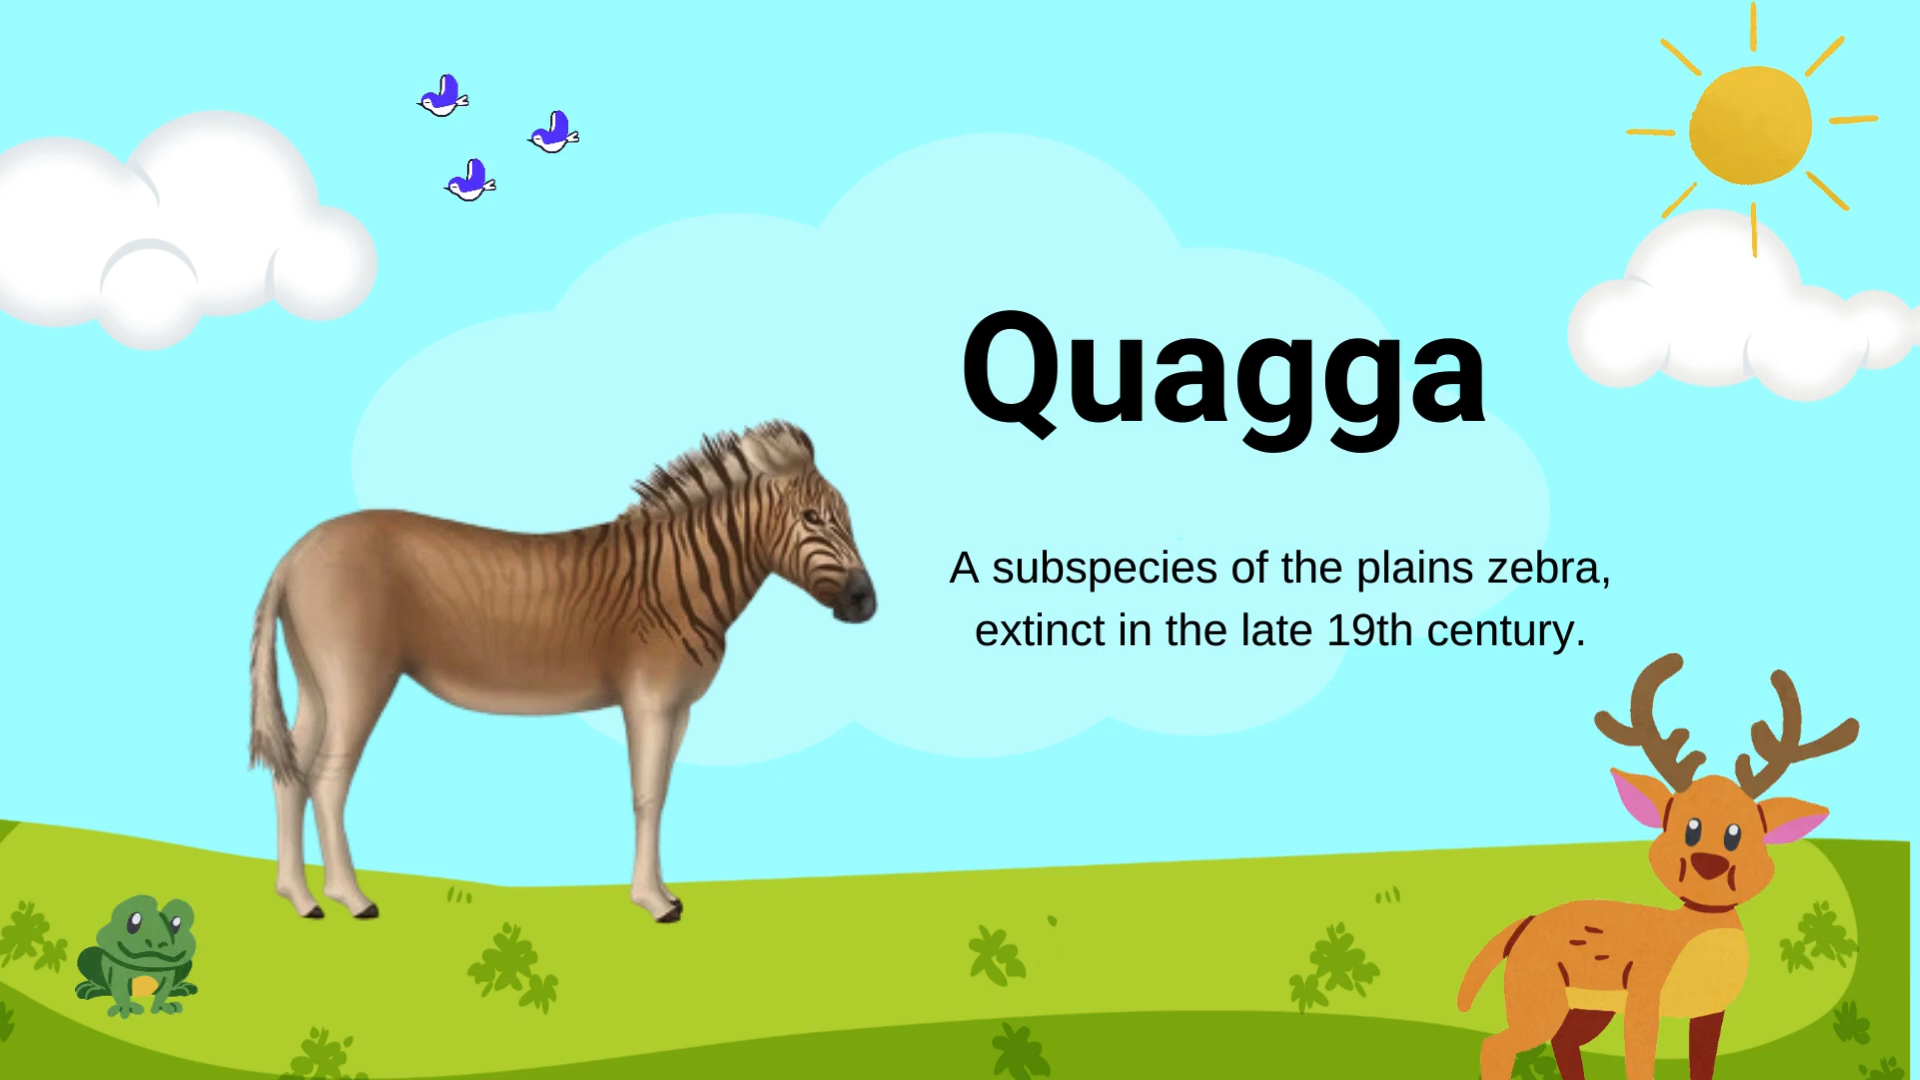 Quagga
A subspecies of the plains zebra,
extinct in the late 19th century.